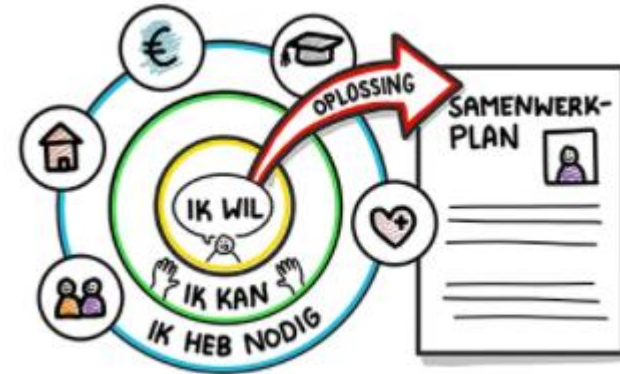 OPLOSSING
SAMENWERK-
PLAN
IK WIL
IK KAN
IK HEB NODIG
€